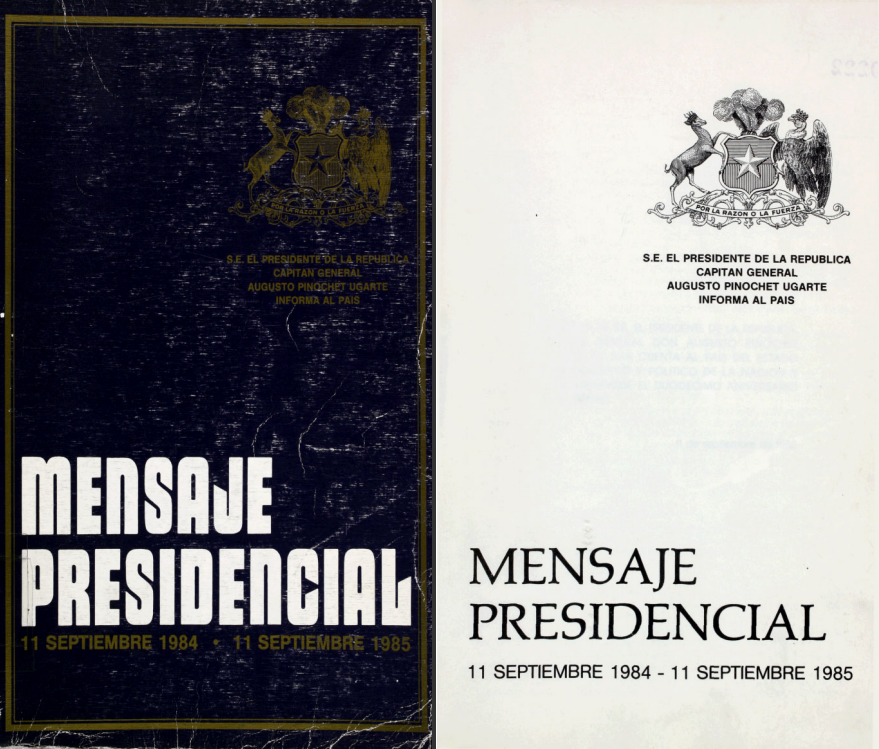 POR LA RAZON O LA FUERZA
S.E. EL PRESIDENTE DE LA REPUBLICA
CAPITAN GENERAL
AUGUSTO PINOCHET UGARTE
INFORMA AL PAIS
MENSAJE
PRESIDENCIAL
11 SEPTIEMBRE 1984 • 11 SEPTIEMBRE 1985
POR LA RAZON O LA FUERZA
S.E. EL PRESIDENTE DE LA REPUBLICA
CAPITAN GENERAL
AUGUSTO PINOCHET UGARTE
INFORMA AL PAIS
MENSAJE
PRESIDENCIAL
11 SEPTIEMBRE 1984 - 11 SEPTIEMBRE 1985